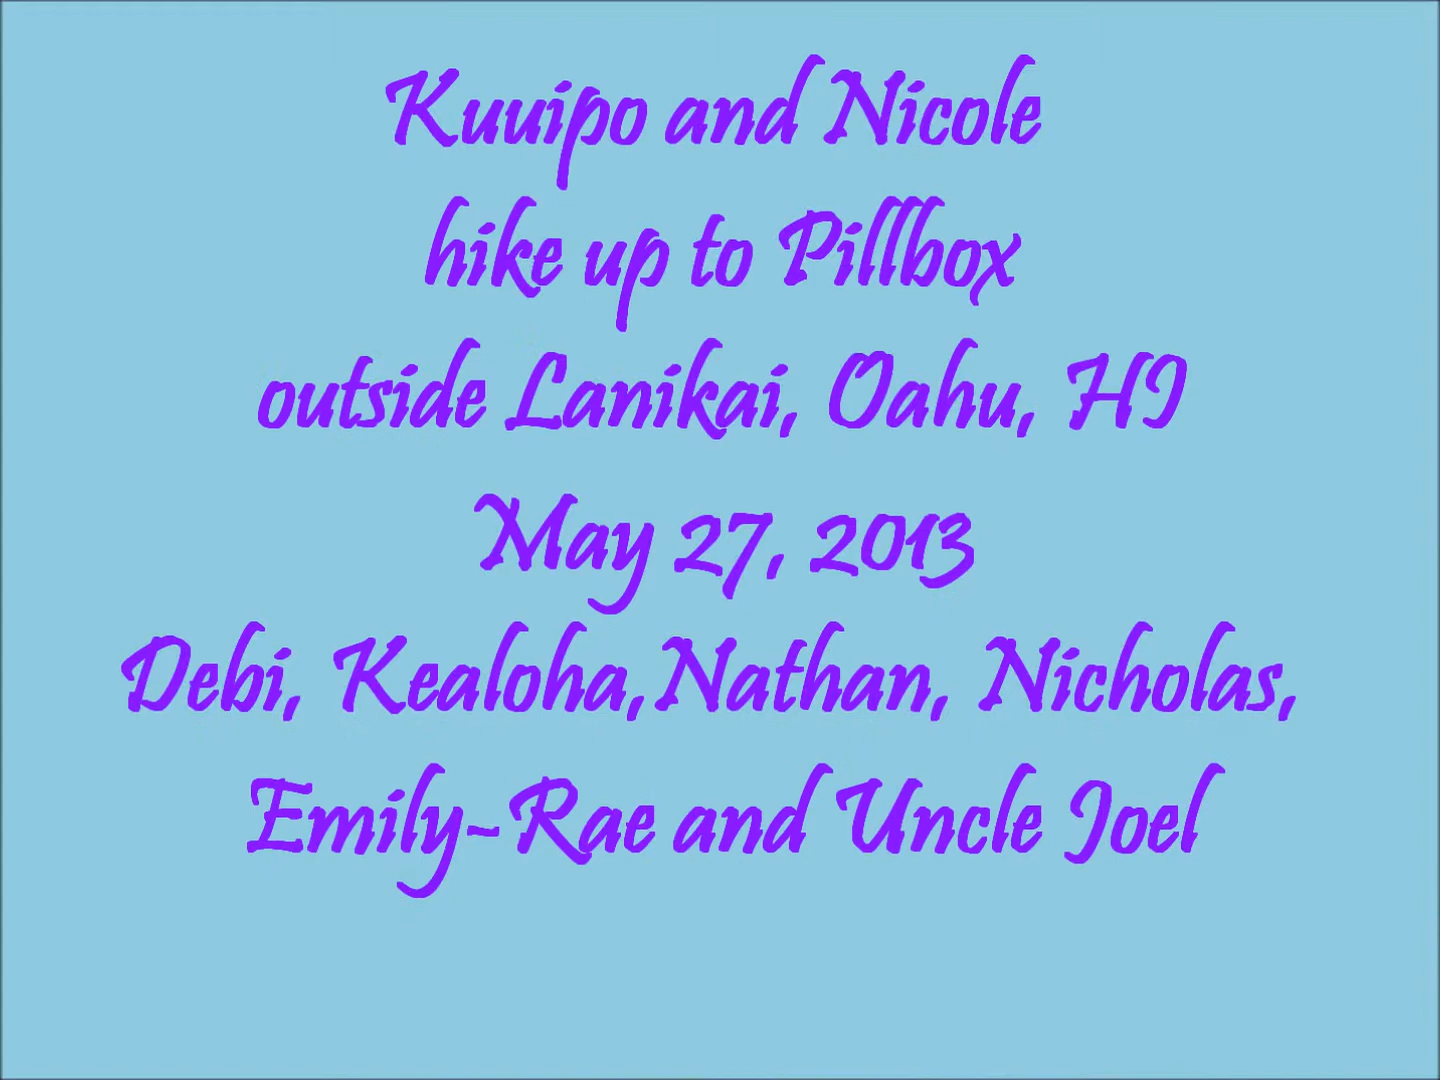 Kuuipo and Nicole
hike up to Pillbox
outside Lanikai, Oahu, HI
May 27, 2013
Debi, Kealoha,Nathan, Nicholas,
Emily-Rae and Uncle Joel